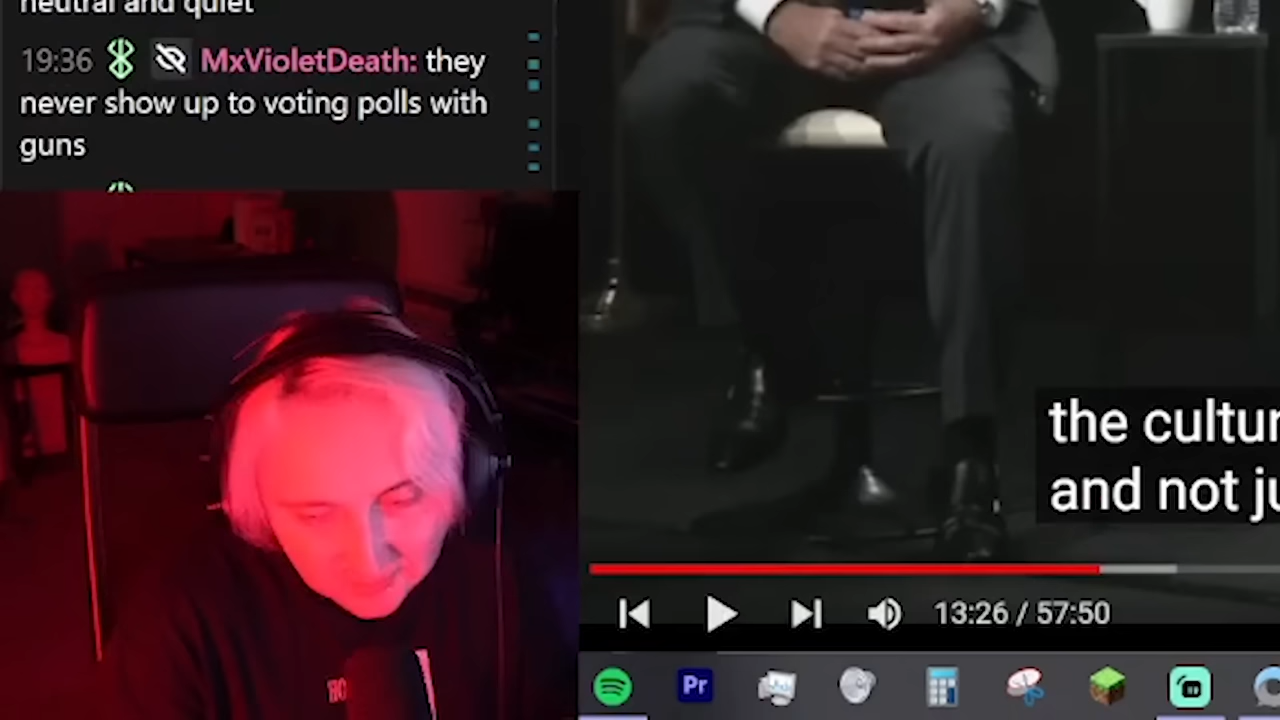 neutral and quiet
19:36 MxVioletDeath: they
never show up to voting polls with
guns
the cultur
and not ju
13:26 / 57:50
Pr